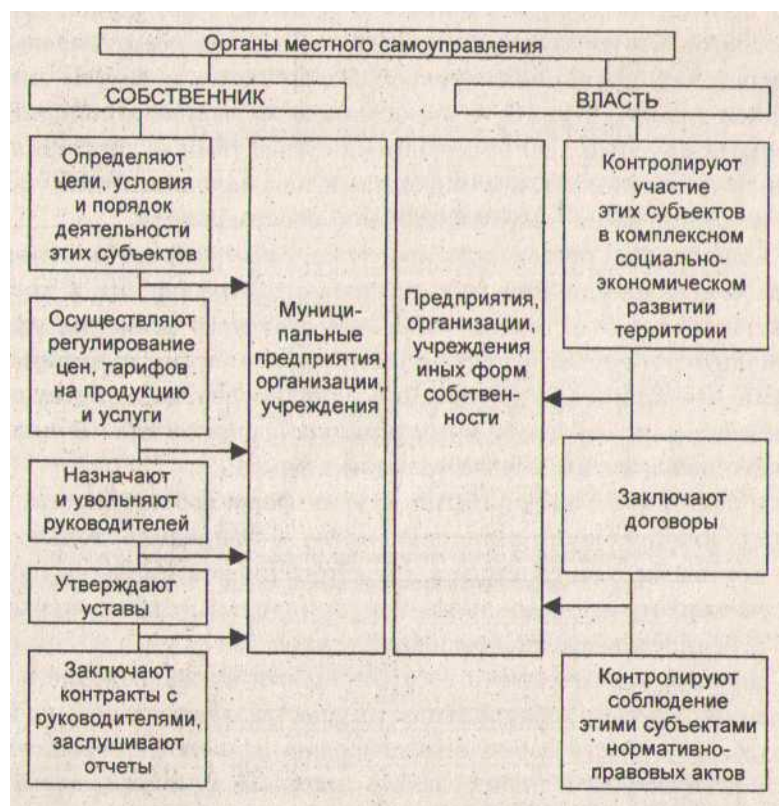 Органы местного самоуправления
СОБСТВЕННИК
ВЛАСТЬ
Определяют
цели, условия
и порядок
деятельности
этих субъектов
Осуществляют
регулирование
цен, тарифов
на продукцию
и услуги
Назначают
и увольняют
руководителей
Утверждают
уставы
Заключают
контракты с
руководителями,
заслушивают
отчеты
Муници-
пальные
предприятия,
организации,
учреждения
Предприятия,
организации,
учреждения
иных форм
собствен-
ности
Контролируют
участие
этих субъектов
в комплексном
социально-
экономическом
развитии
территории
Заключают
договоры
Контролируют
соблюдение
этими субъектами
нормативно-
правовых актов